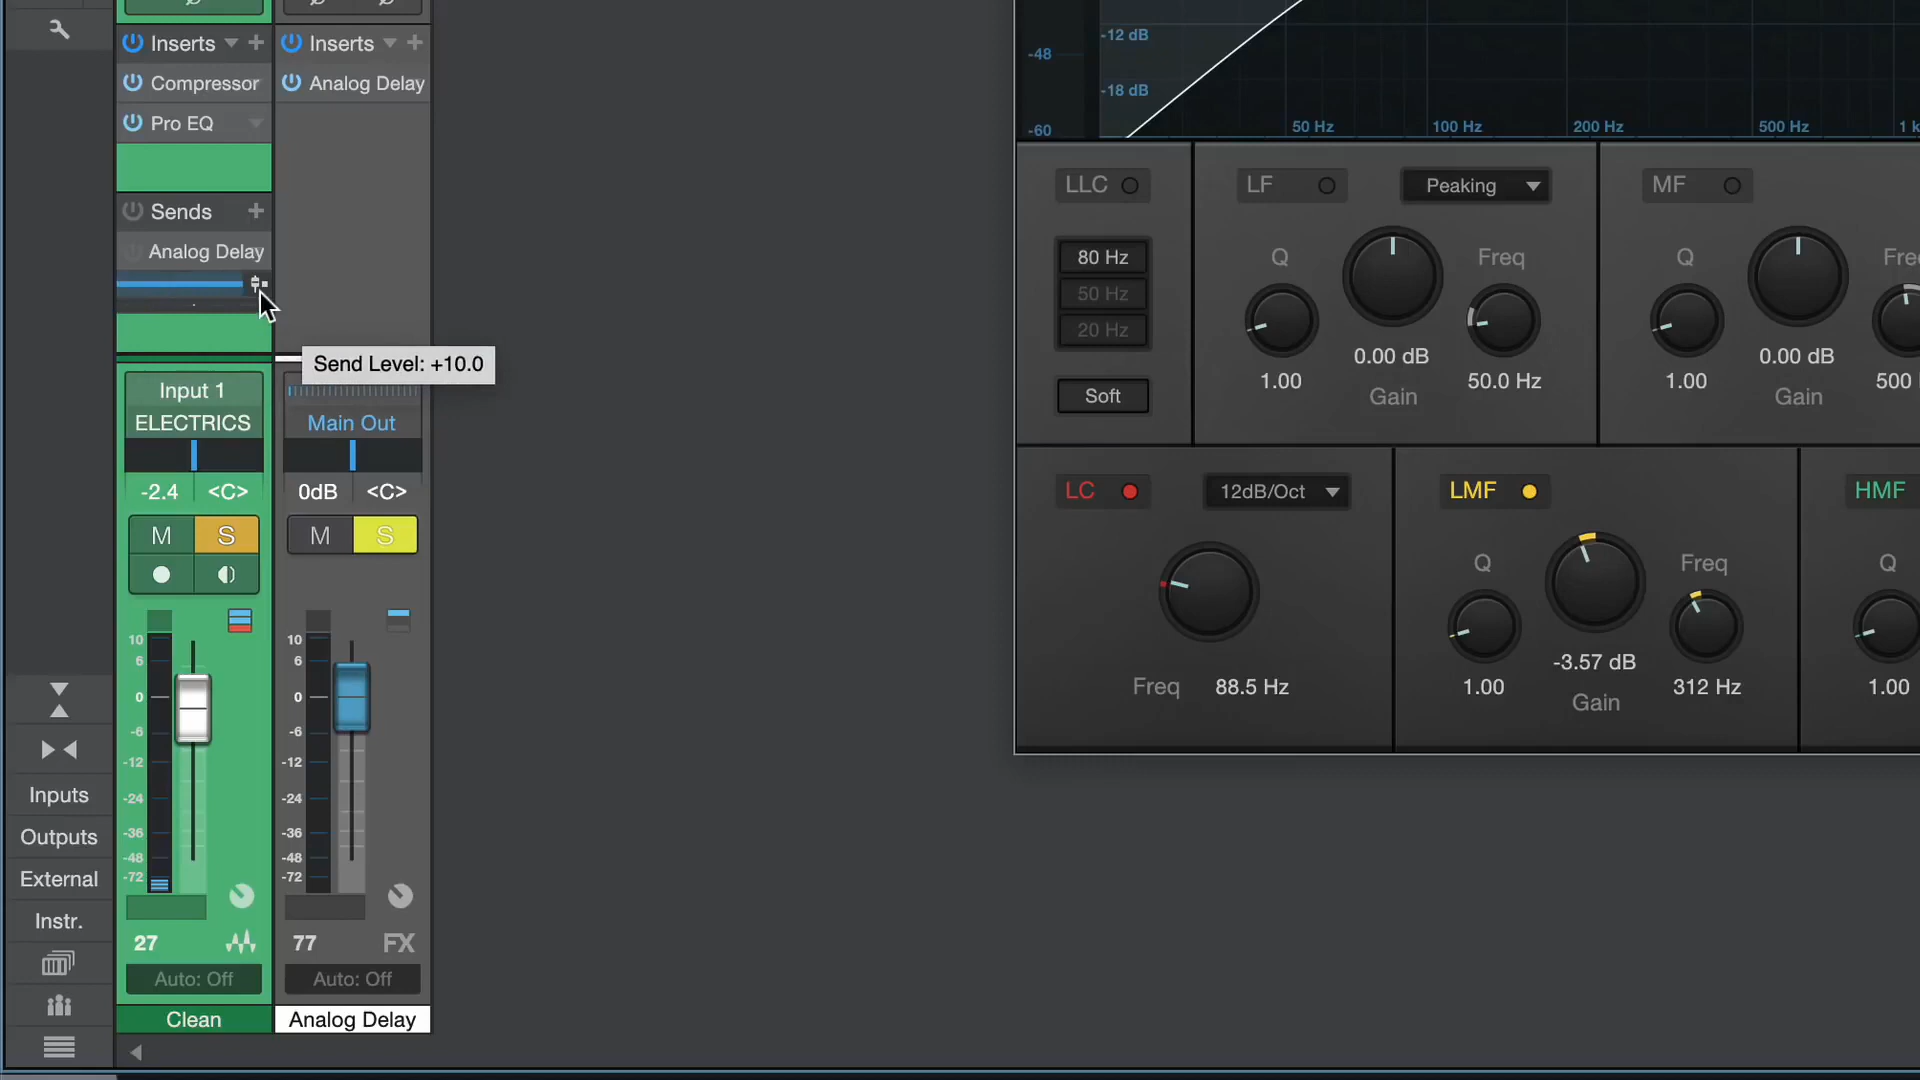 Inserts
Compressor
Pro EQ
Sends
Analog Delay
Inserts
Analog Delay
Send Level: +10.0
Input 1
ELECTRICS
-2.4 <C>
M S
10
6
0
-6
-12
-24
-36
-48
-72
27
Auto: Off
Clean
Main Out
0dB <C>
M S
10
6
0
-6
-12
-24
-36
-48
-72
77 FX
Auto: Off
Analog Delay
Inputs
Outputs
External
Instr.
-48
-60
-12 dB
-18 dB
50 Hz 100 Hz 200 Hz 500 Hz 1 k
LLC
80 Hz
50 Hz
20 Hz
Soft
LF Peaking
Q Freq
0.00 dB
1.00 50.0 Hz
Gain
MF
Q Fre
0.00 dB
1.00 500
Gain
LC 12dB/Oct
Freq 88.5 Hz
LMF
Q Freq
-3.57 dB
1.00 312 Hz
Gain
HMF
Q
1.00